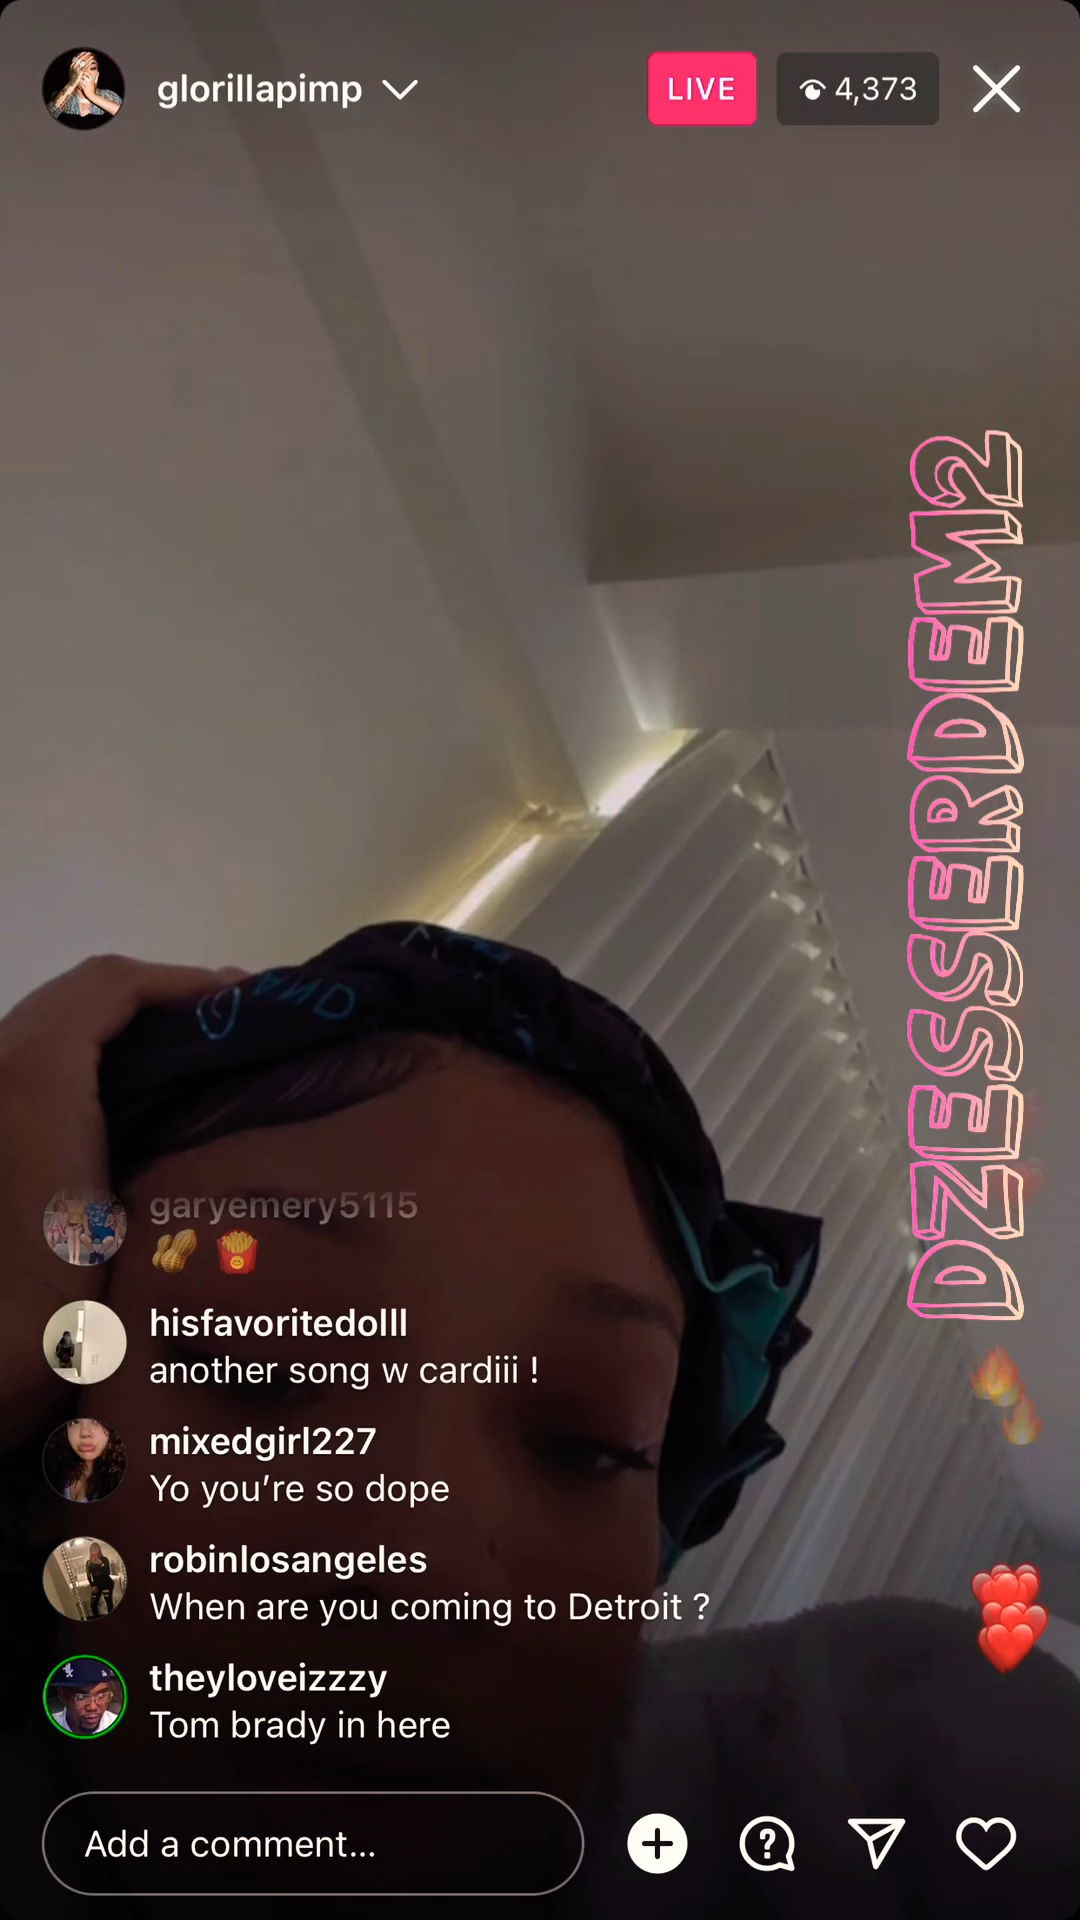 glorillapimp
LIVE
4,373
DZESSSERDEM2
garyemery5115
🥜 🍟
hisfavoritedolll
another song w cardiii !
mixedgirl227
Yo you’re so dope
robinlosangeles
When are you coming to Detroit ?
theyloveizzzy
Tom brady in here
Add a comment...